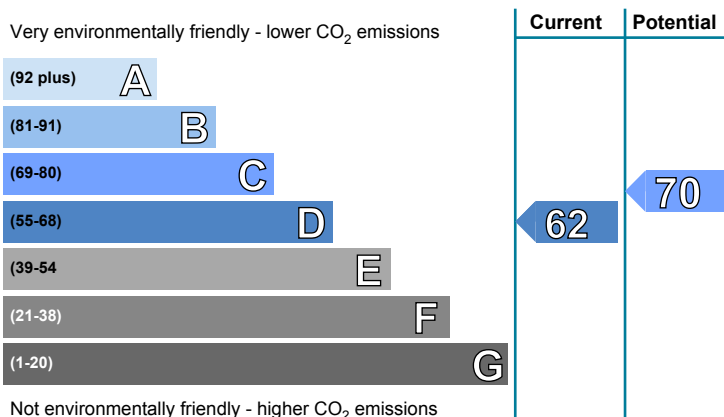 Current Potential
Very environmentally friendly - lower CO2 emissions
(92 plus) A
(81-91) B
(69-80) C
70
(55-68) D
62
(39-54 E
(21-38) F
(1-20) G
Not environmentally friendly - higher CO2 emissions